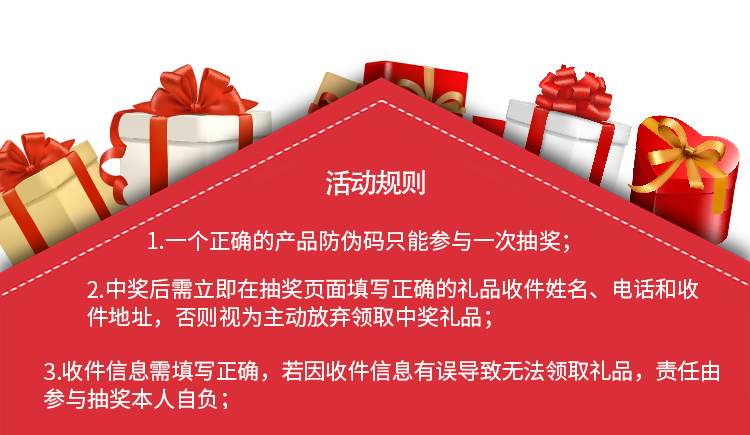 活动规则
1.一个正确的产品防伪码只能参与一次抽奖；
2.中奖后需立即在抽奖页面填写正确的礼品收件姓名、电话和收
件地址，否则视为主动放弃领取中奖礼品；
3.收件信息需填写正确，若因收件信息有误导致无法领取礼品，责任由
参与抽奖本人自负；